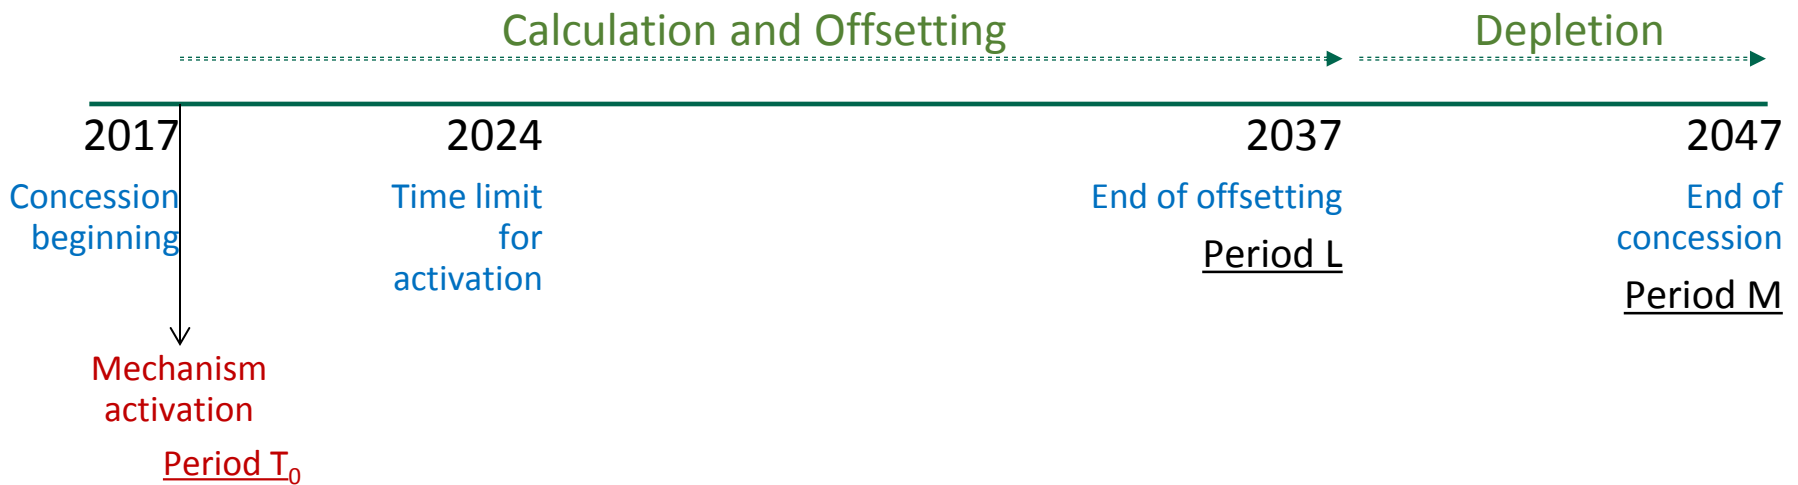 Calculation and Offsetting
Depletion
2017
2024
2037
2047
Concession
beginning
Time limit
for
activation
End of offsetting
Period L
End of
concession
Period M
Mechanism
activation
Period T₀